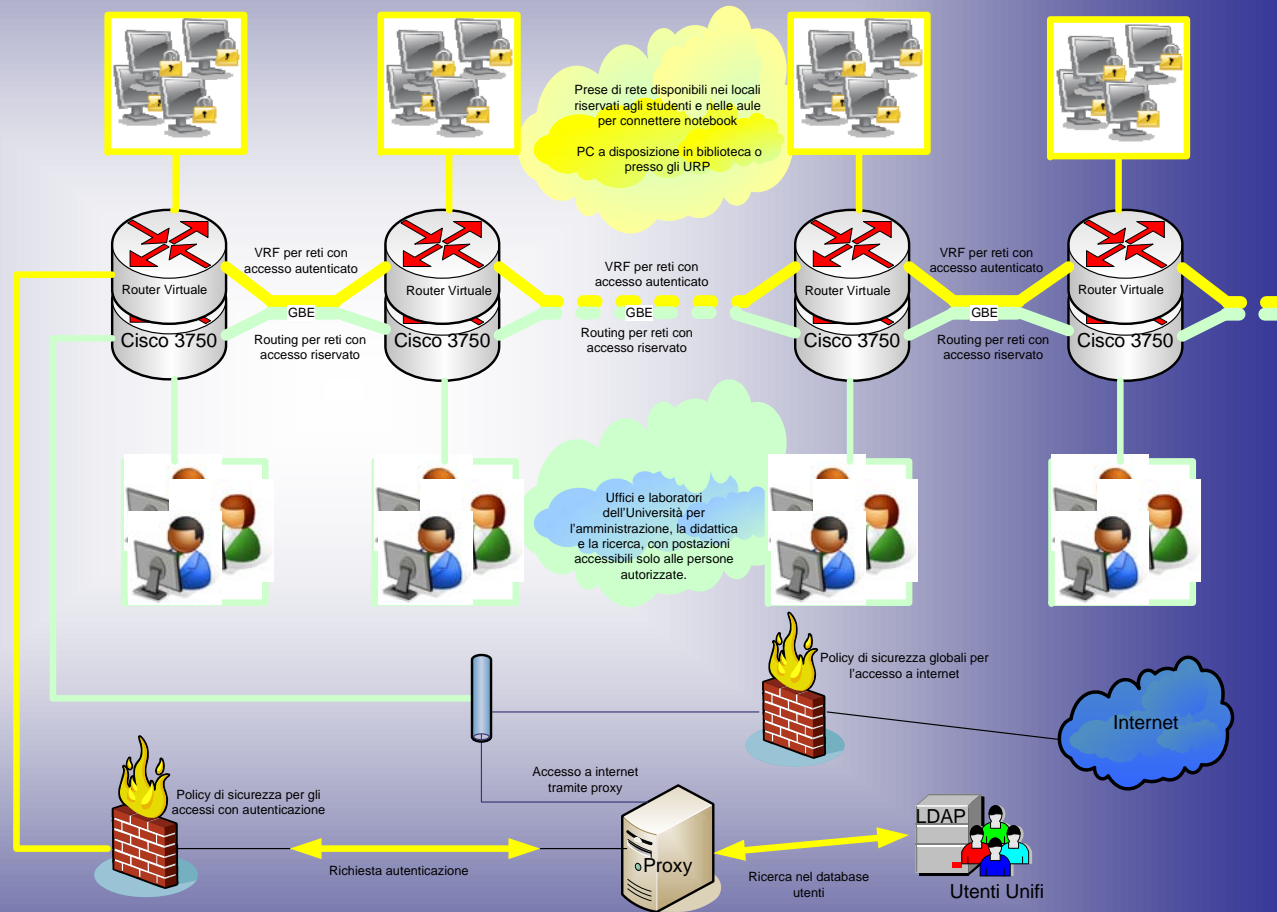 Prese di rete disponibili nei locali
riservati agli studenti e nelle aule
per connettere notebook
PC a disposizione in biblioteca o
presso gli URP
Router Virtuale
Cisco 3750
VRF per reti con
accesso autenticato
GBE
Routing per reti con
accesso riservato
Router Virtuale
Cisco 3750
VRF per reti con
accesso autenticato
GBE
Routing per reti con
accesso riservato
Router Virtuale
Cisco 3750
VRF per reti con
accesso autenticato
GBE
Routing per reti con
accesso riservato
Router Virtuale
Cisco 3750
Uffici e laboratori
dell'Università per
l'amministrazione, la didattica
e la ricerca, con postazioni
accessibili solo alle persone
autorizzate.
Policy di sicurezza globali per
l'accesso a internet
Internet
Accesso a internet
tramite proxy
Policy di sicurezza per gli
accessi con autenticazione
Richiesta autenticazione
Proxy
Ricerca nel database
utenti
LDAP
Utenti Unifi